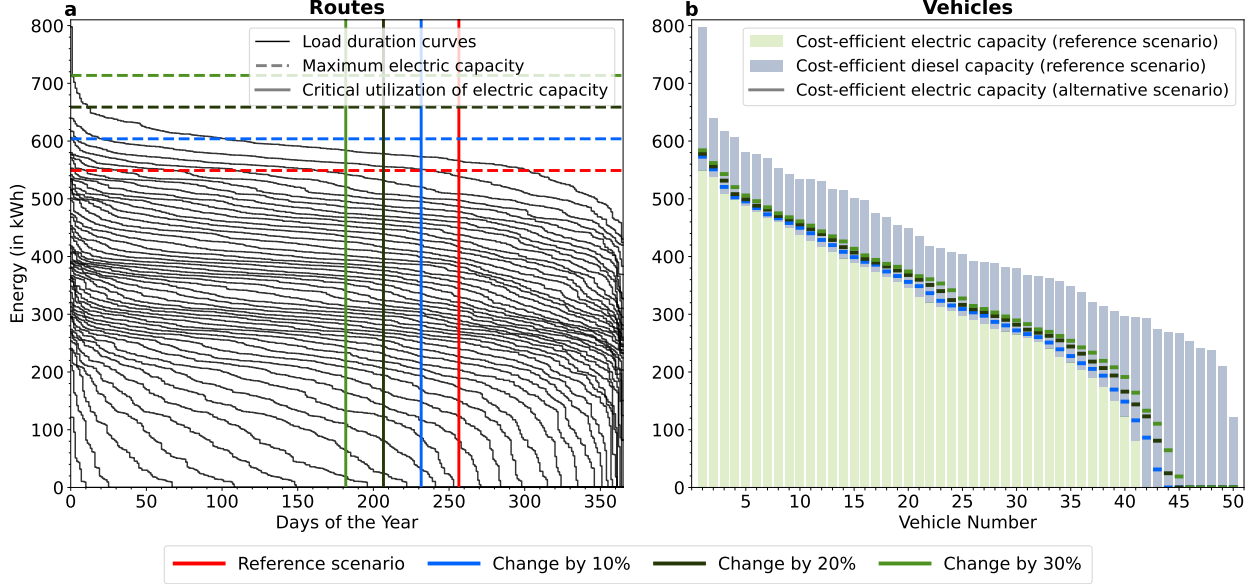 a
Routes
800
700
600
500
400
300
200
100
0
Energy (in kWh)
Load duration curves
Maximum electric capacity
Critical utilization of electric capacity
0 50 100 150 200 250 300 350
Days of the Year
b
Vehicles
800
700
600
500
400
300
200
100
0
Cost-efficient electric capacity (reference scenario)
Cost-efficient diesel capacity (reference scenario)
Cost-efficient electric capacity (alternative scenario)
5 10 15 20 25 30 35 40 45 50
Vehicle Number
Reference scenario Change by 10% Change by 20% Change by 30%